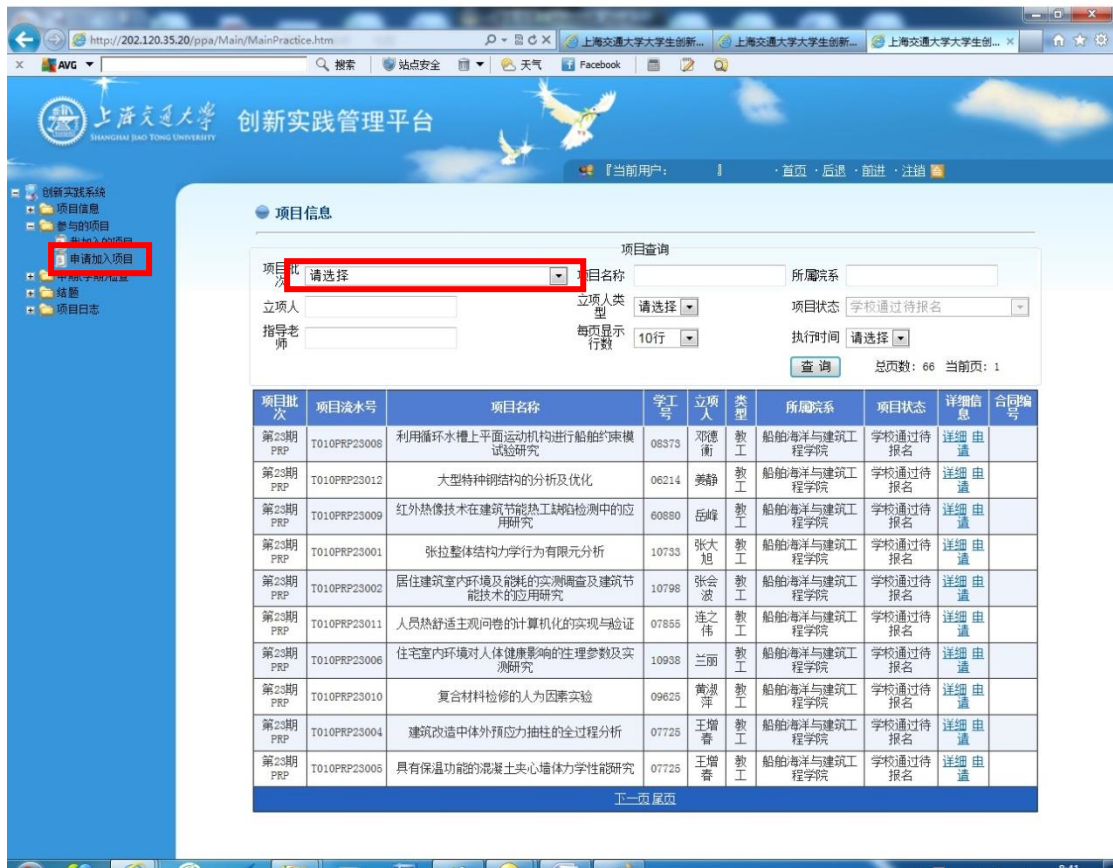 http://202.120.35.20/ppa/Main/MainPractice.htm
上海交通大学大学生创新...
上海交通大学大学生创新...
上海交通大学大学生创...
AVG
搜索
站点安全
天气
Facebook
上海交通大学
SHANGHAI JIAO TONG UNIVERSITY
创新实践管理平台
『当前用户: 』
·首页 ·后退 ·前进 ·注销
创新实践系统
项目信息
参与的项目
我加入的项目
申请加入项目
结题
项目日志
项目信息
项目查询
项目批次 请选择 项目名称 所属院系
立项人 立项人类型 请选择 项目状态 学校通过待报名
指导老师 每页显示行数 10行 执行时间 请选择
查 询 总页数: 66 当前页: 1
项目批次 项目流水号 项目名称 学工号 立项人 类型 所属院系 项目状态 详细信息 合同编号
第23期PRP T010PRP23008 利用循环水槽上平面运动机构进行船舶约束模试验研究 08373 邓德衡 教工 船舶海洋与建筑工程学院 学校通过待报名 详细 申请
第23期PRP T010PRP23012 大型特种钢结构的分析及优化 06214 姜静 教工 船舶海洋与建筑工程学院 学校通过待报名 详细 申请
第23期PRP T010PRP23009 红外热像技术在建筑节能热工缺陷检测中的应用研究 60880 岳峰 教工 船舶海洋与建筑工程学院 学校通过待报名 详细 申请
第23期PRP T010PRP23001 张拉整体结构力学行为有限元分析 10733 张大旭 教工 船舶海洋与建筑工程学院 学校通过待报名 详细 申请
第23期PRP T010PRP23002 居住建筑室内环境及能耗的实测调查及建筑节能技术的应用研究 10798 张会波 教工 船舶海洋与建筑工程学院 学校通过待报名 详细 申请
第23期PRP T010PRP23011 人员热舒适主观问卷的计算机化的实现与验证 07855 连之伟 教工 船舶海洋与建筑工程学院 学校通过待报名 详细 申请
第23期PRP T010PRP23006 住宅室内环境对人体健康影响的生理参数及实测研究 10938 兰丽 教工 船舶海洋与建筑工程学院 学校通过待报名 详细 申请
第23期PRP T010PRP23010 复合材料检修的人为因素实验 09625 黄淑萍 教工 船舶海洋与建筑工程学院 学校通过待报名 详细 申请
第23期PRP T010PRP23004 建筑改造中体外预应力抽柱的全过程分析 07725 王增春 教工 船舶海洋与建筑工程学院 学校通过待报名 详细 申请
第23期PRP T010PRP23005 具有保温功能的混凝土夹心墙体力学性能研究 07725 王增春 教工 船舶海洋与建筑工程学院 学校通过待报名 详细 申请
下一页 尾页